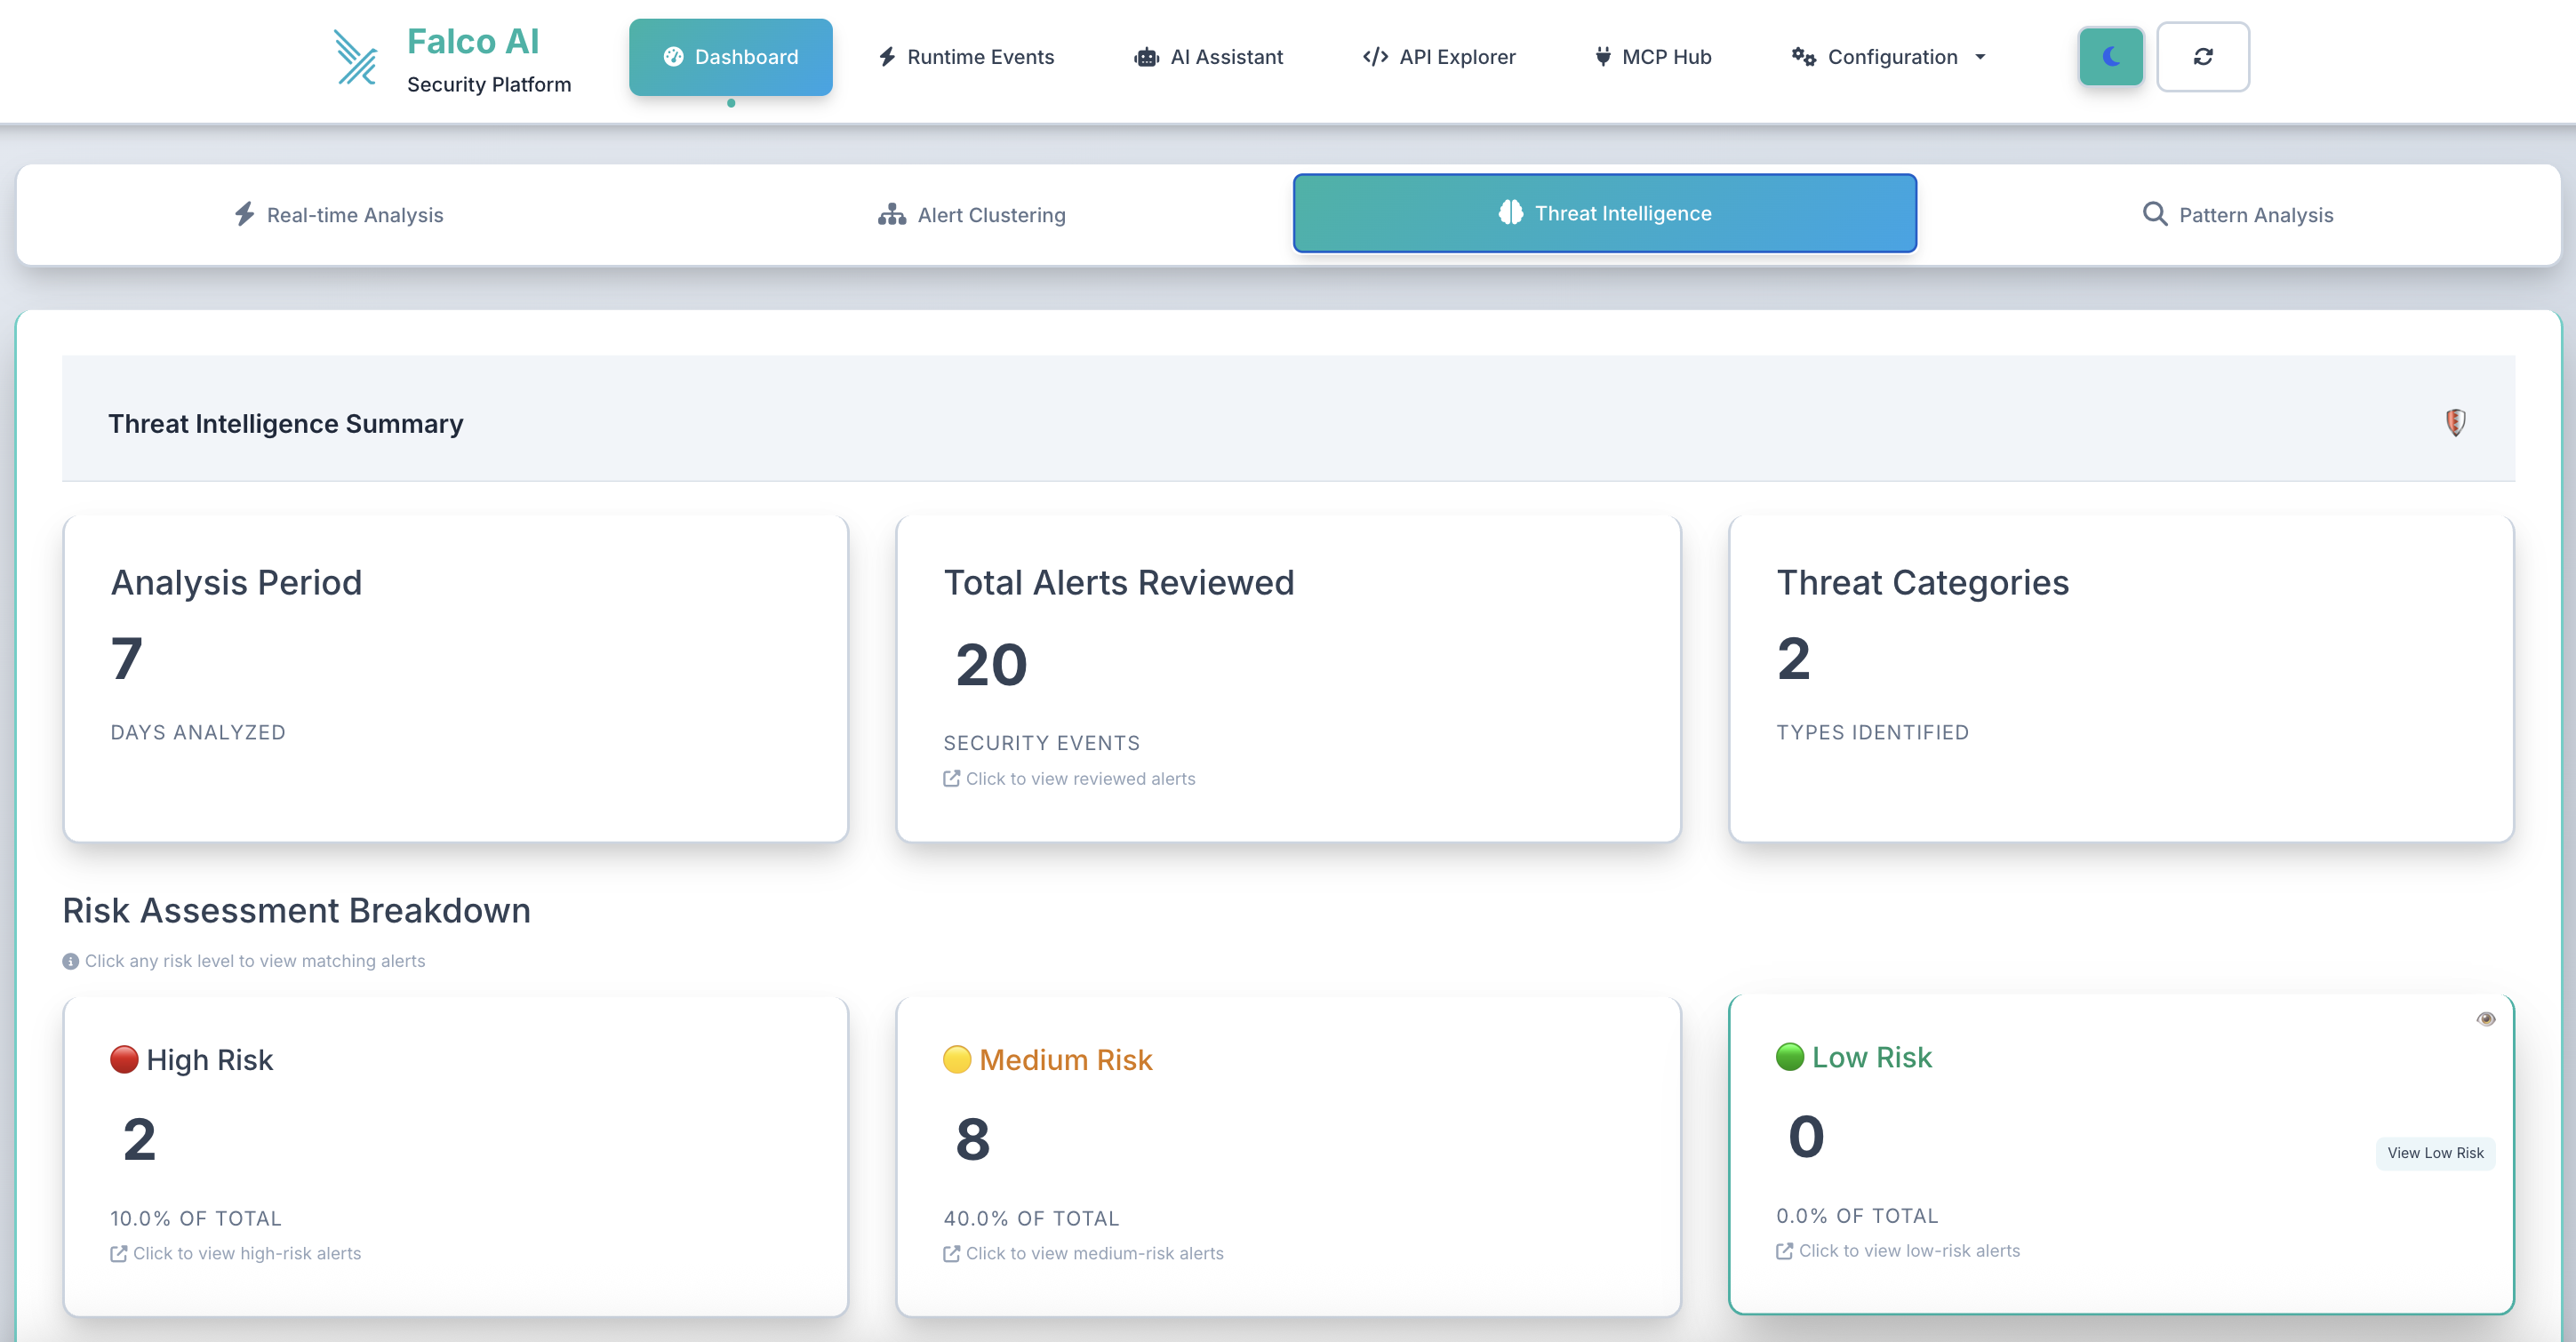 Falco AI
Security Platform
Dashboard
Runtime Events
AI Assistant
API Explorer
MCP Hub
Configuration
Real-time Analysis
Alert Clustering
Threat Intelligence
Pattern Analysis
Threat Intelligence Summary
Analysis Period
7
DAYS ANALYZED
Total Alerts Reviewed
20
SECURITY EVENTS
Click to view reviewed alerts
Threat Categories
2
TYPES IDENTIFIED
Risk Assessment Breakdown
Click any risk level to view matching alerts
High Risk
2
10.0% OF TOTAL
Click to view high-risk alerts
Medium Risk
8
40.0% OF TOTAL
Click to view medium-risk alerts
Low Risk
0
View Low Risk
0.0% OF TOTAL
Click to view low-risk alerts